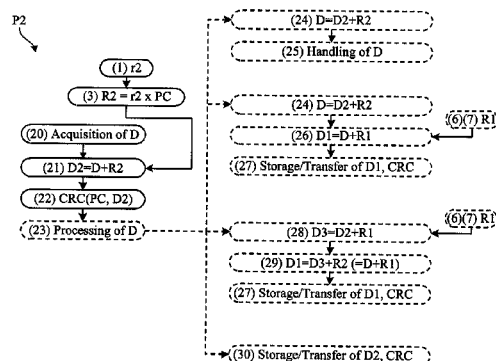 P2
(1) r2
(3) R2 = r2 x PC
(20) Acquisition of D
(21) D2=D+R2
(22) CRC(PC, D2)
(23) Processing of D
(24) D=D2+R2
(25) Handling of D
(24) D=D2+R2
(6)(7) R1
(26) D1=D+R1
(27) Storage/Transfer of D1, CRC
(6)(7) R1
(28) D3=D2+R1
(29) D1=D3+R2 (=D+R1)
(27) Storage/Transfer of D1, CRC
(30) Storage/Transfer of D2, CRC